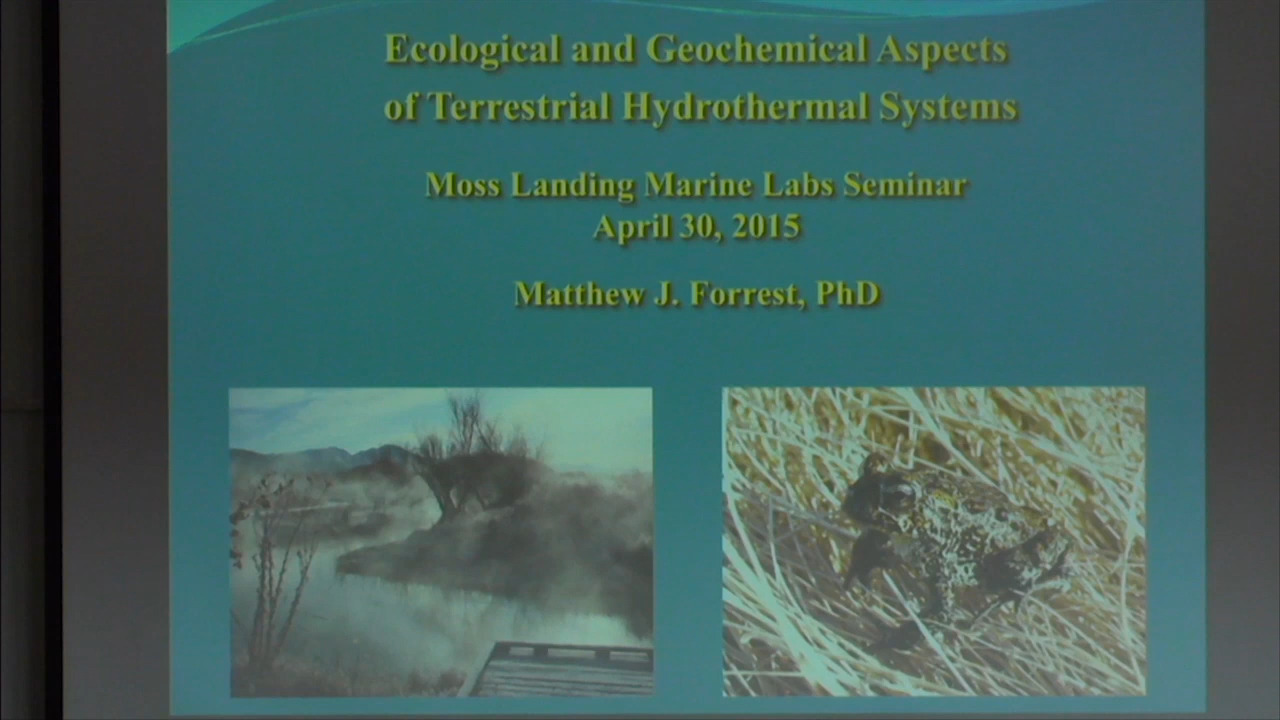 Ecological and Geochemical Aspects
of Terrestrial Hydrothermal Systems
Moss Landing Marine Labs Seminar
April 30, 2015
Matthew J. Forrest, PhD